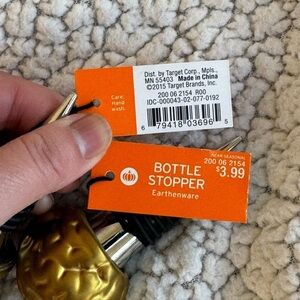 Care:
Hand
wash.
Dist. by Target Corp., Mpls.,
MN 55403 Made in China
©2015 Target Brands, Inc.
200 06 2154 R00
IDC-000043-02-077-0192
6 79418 03696 5
NEAR SEASONAL
200 06 2154
$3.99
BOTTLE
STOPPER
Earthenware